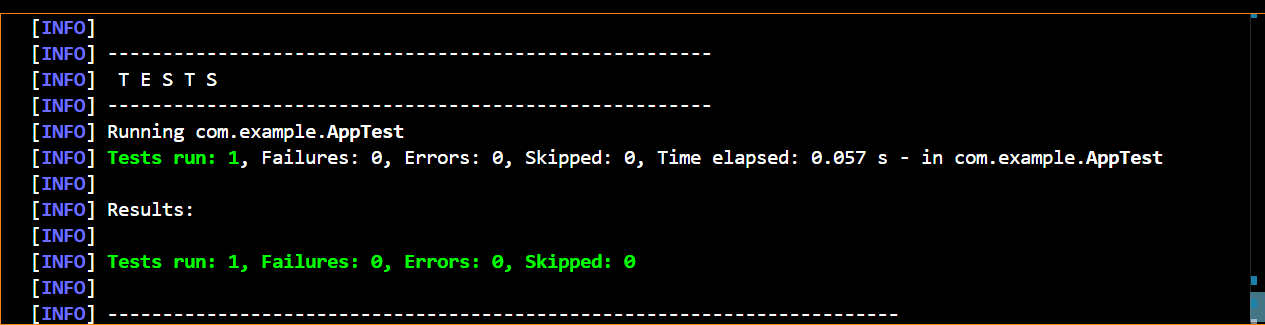 [INFO]
[INFO] -------------------------------------------------------
[INFO]  T E S T S
[INFO] -------------------------------------------------------
[INFO] Running com.example.AppTest
[INFO] Tests run: 1, Failures: 0, Errors: 0, Skipped: 0, Time elapsed: 0.057 s - in com.example.AppTest
[INFO]
[INFO] Results:
[INFO]
[INFO] Tests run: 1, Failures: 0, Errors: 0, Skipped: 0
[INFO]
[INFO] ------------------------------------------------------------------------